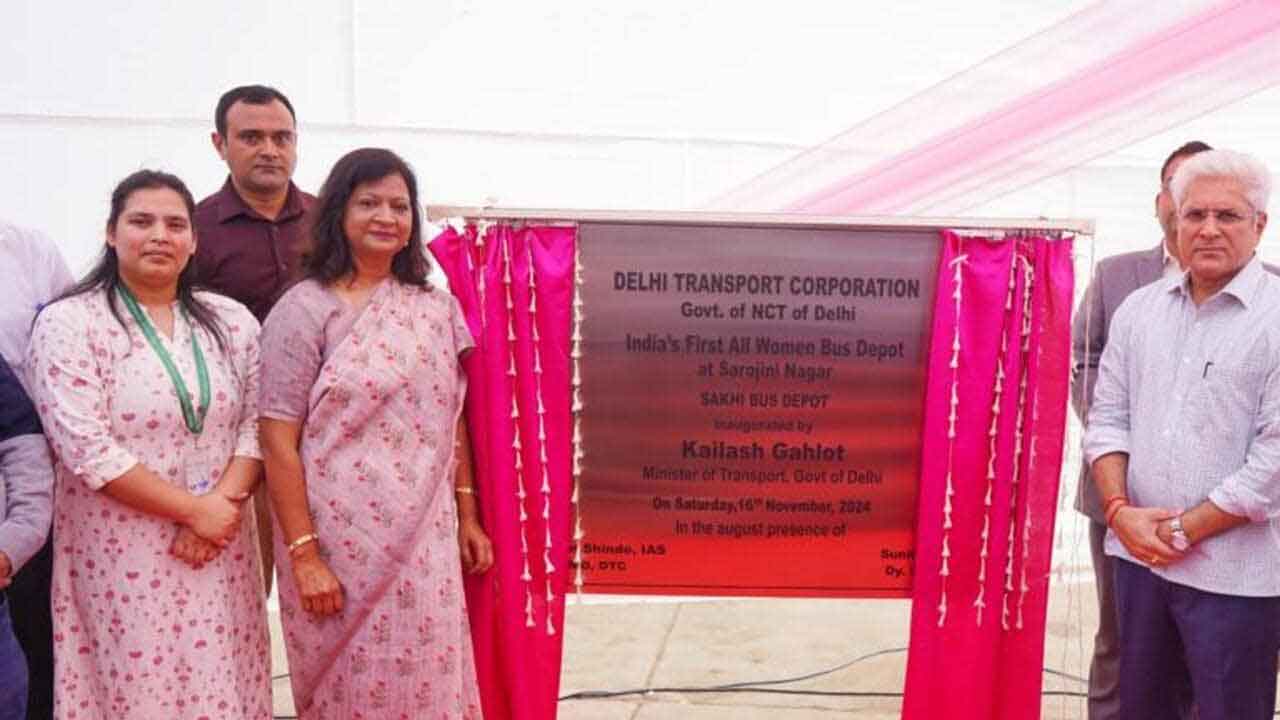 DELHI TRANSPORT CORPORATION
Govt. of NCT of Delhi
India's First All Women Bus Depot
at Sarojini Nagar
SAKHI BUS DEPOT
Inaugurated by
Kailash Gahlot
Minister of Transport, Govt of Delhi
On Saturday,16th November, 2024
In the august presence of
Shinde, IAS
DTC
Dy.